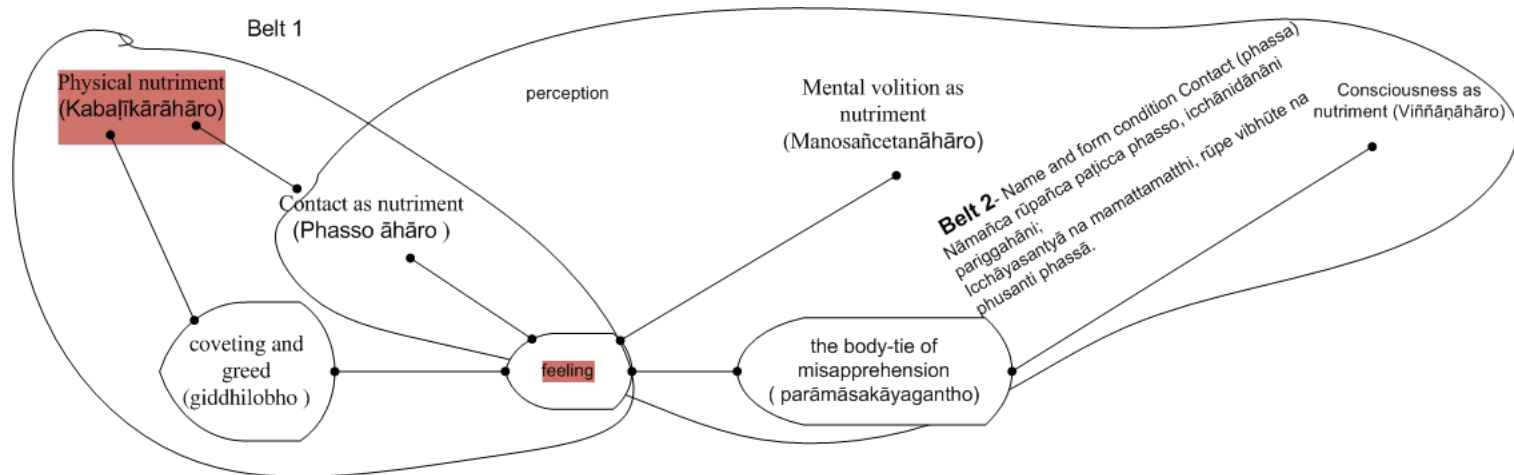 Belt 1
Physical nutriment
(Kabaḷīkārāhāro)
perception
Mental volition as
nutriment
(Manosañcetanāhāro)
Belt 2- Name and form condition Contact (phassa)
Nāmañca rūpañca paṭicca phasso, icchānidānāni
pariggahāni;
Icchāyasantyā na mamattamatthi, rūpe vibhūte na
phusanti phassā.
Consciousness as
nutriment (Viññāṇāhāro)
Contact as nutriment
(Phasso āhāro )
coveting and
greed
(giddhilobho )
feeling
the body-tie of
misapprehension
( parāmāsakāyagantho)